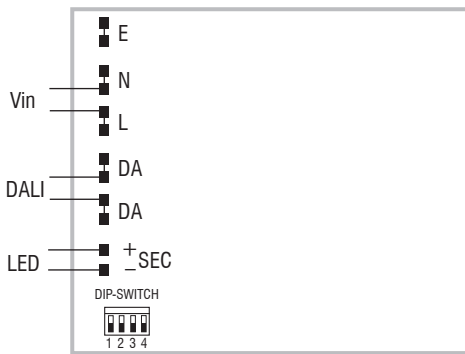 E
N
Vin
L
DA
DALI
DA
+
SEC
LED
−
DIP-SWITCH
1 2 3 4